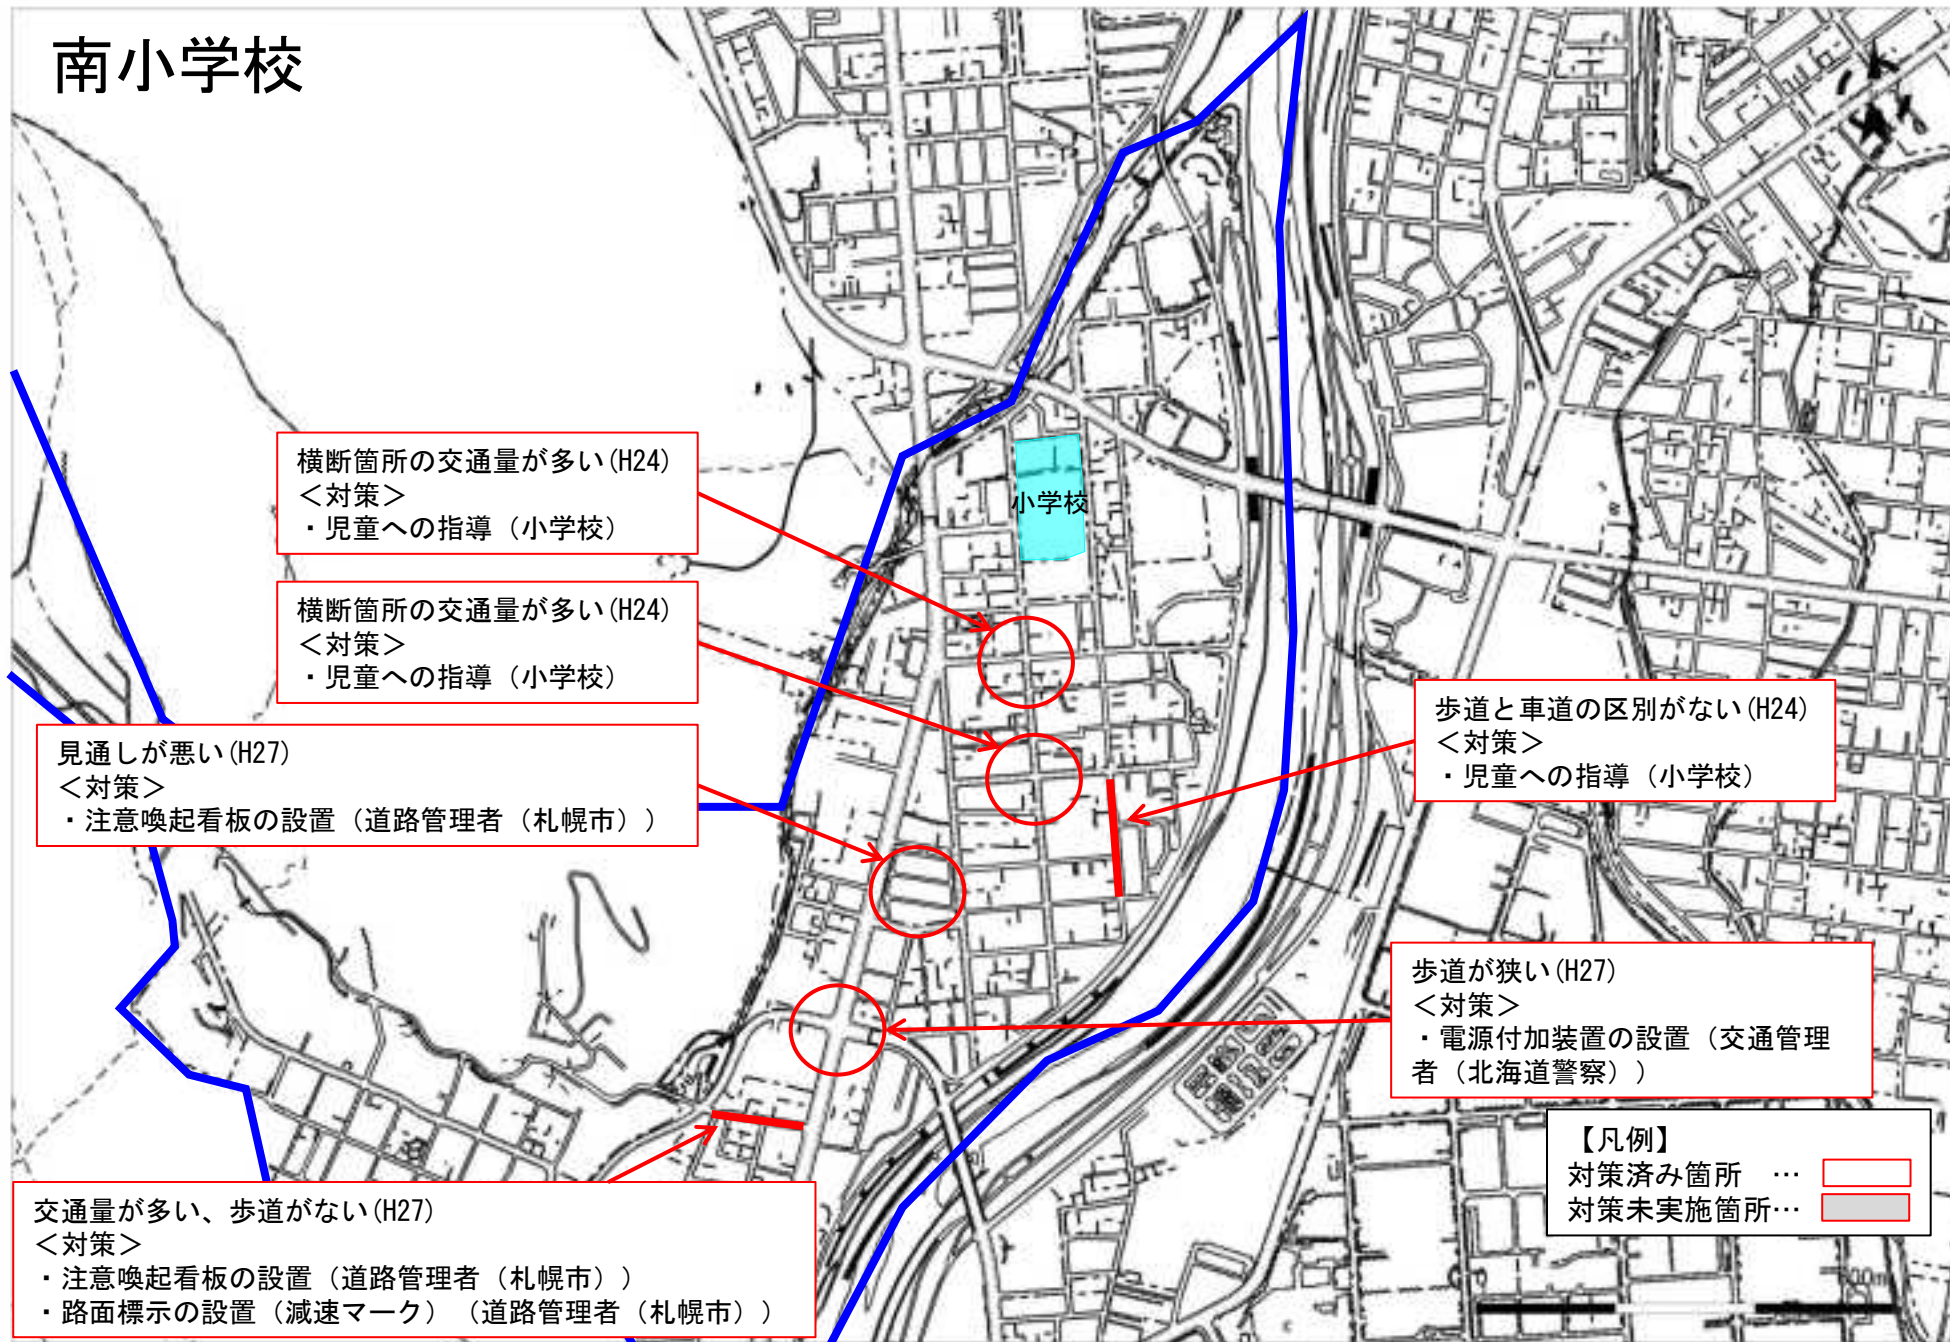 南小学校
横断箇所の交通量が多い(H24)
＜対策＞
・児童への指導（小学校）
小学校
横断箇所の交通量が多い(H24)
＜対策＞
・児童への指導（小学校）
歩道と車道の区別がない(H24)
＜対策＞
・児童への指導（小学校）
見通しが悪い(H27)
＜対策＞
・注意喚起看板の設置（道路管理者（札幌市））
歩道が狭い(H27)
＜対策＞
・電源付加装置の設置（交通管理
者（北海道警察））
交通量が多い、歩道がない(H27)
＜対策＞
・注意喚起看板の設置（道路管理者（札幌市））
・路面標示の設置（減速マーク）（道路管理者（札幌市））
【凡例】
対策済み箇所 …
対策未実施箇所…